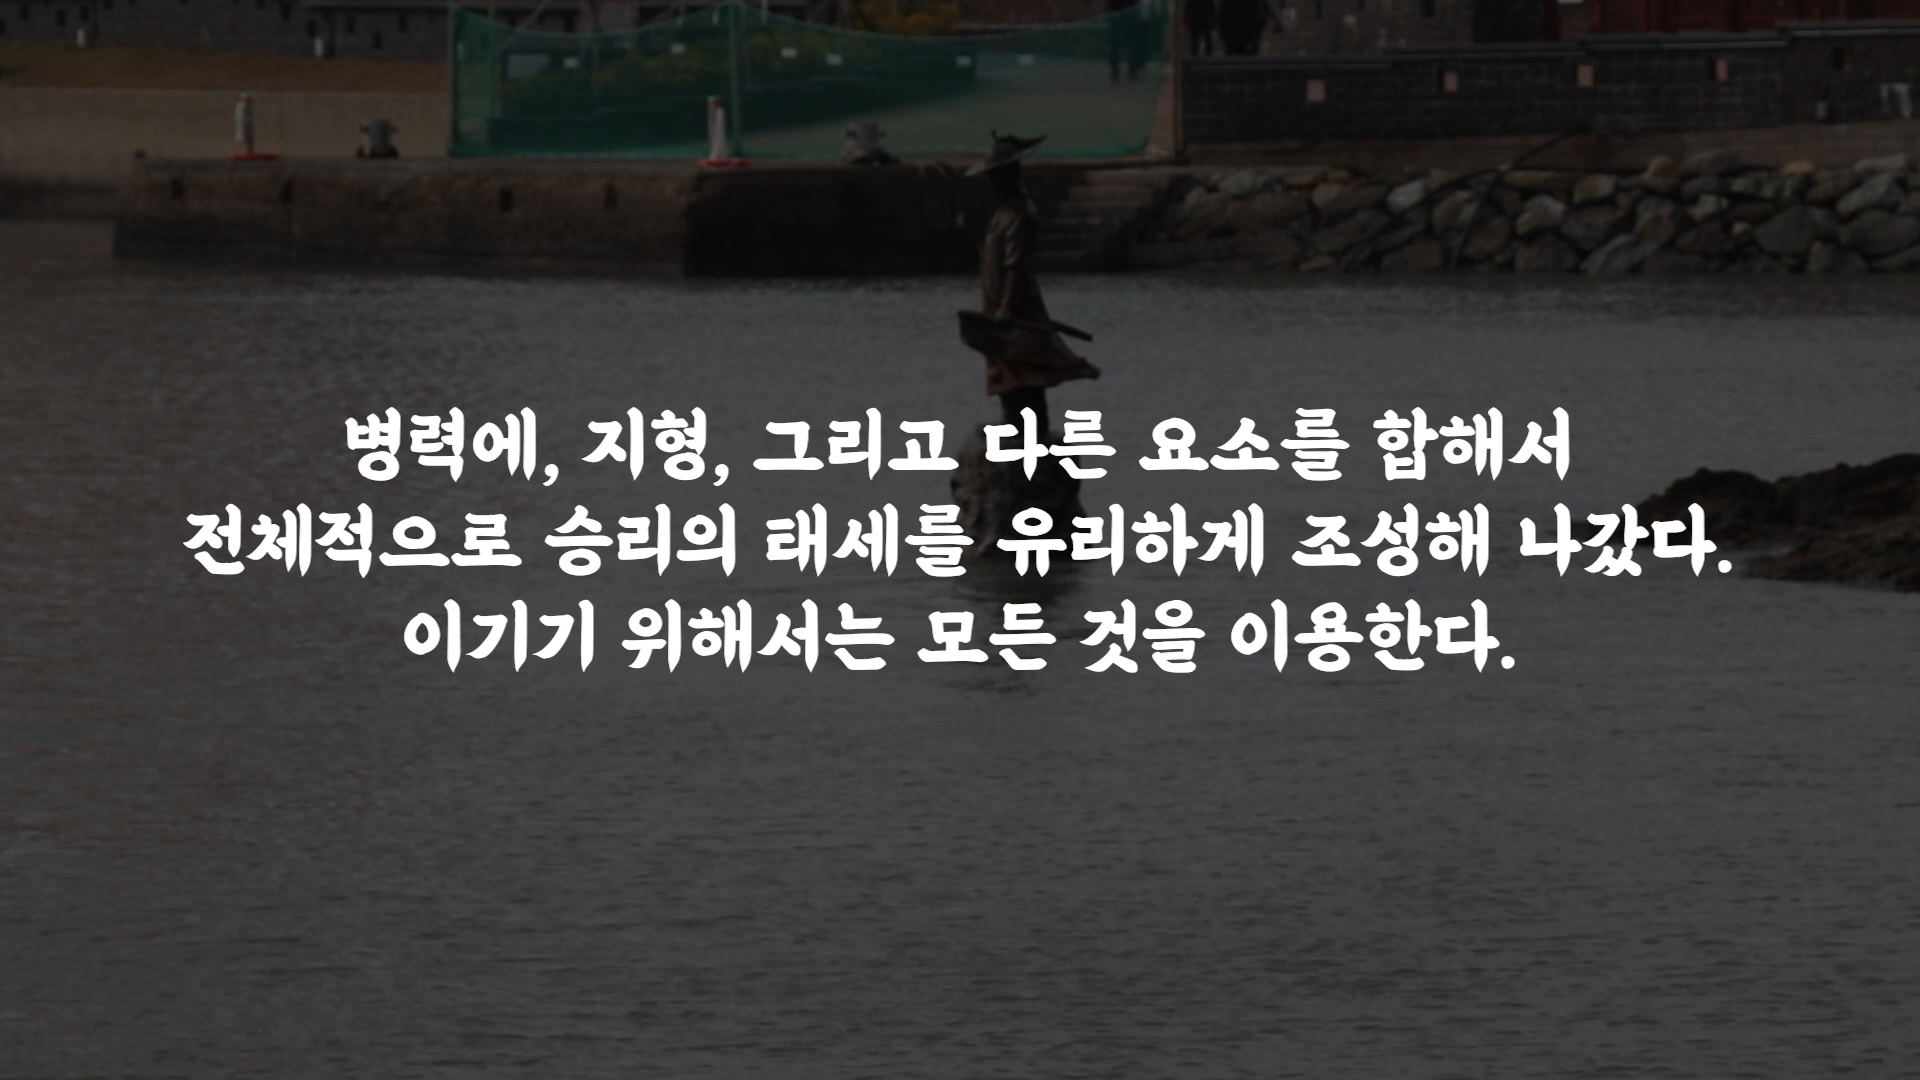 병력에, 지형, 그리고 다른 요소를 합해서
전체적으로 승리의 태세를 유리하게 조성해 나갔다.
이기기 위해서는 모든 것을 이용한다.